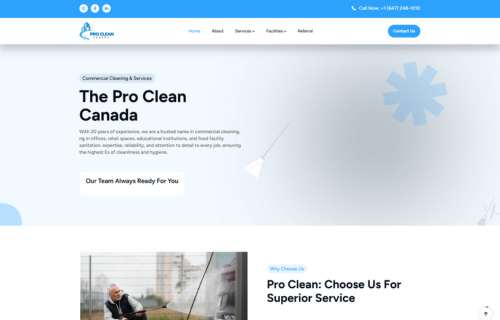 Call Now: +1 (647) 248-1010
PRO CLEAN
CANADA
Home
About
Services
Facilities
Referral
Contact Us
Commercial Cleaning & Services
The Pro Clean
Canada
With 20 years of experience, we are a trusted name in commercial cleaning,
ng in offices, retail spaces, educational institutions, and food facility
sanitation, expertise, reliability, and attention to detail to every job, ensuring
the highest Es of cleanliness and hygiene.
Our Team Always Ready For You
Why Choose Us
Pro Clean: Choose Us For
Superior Service